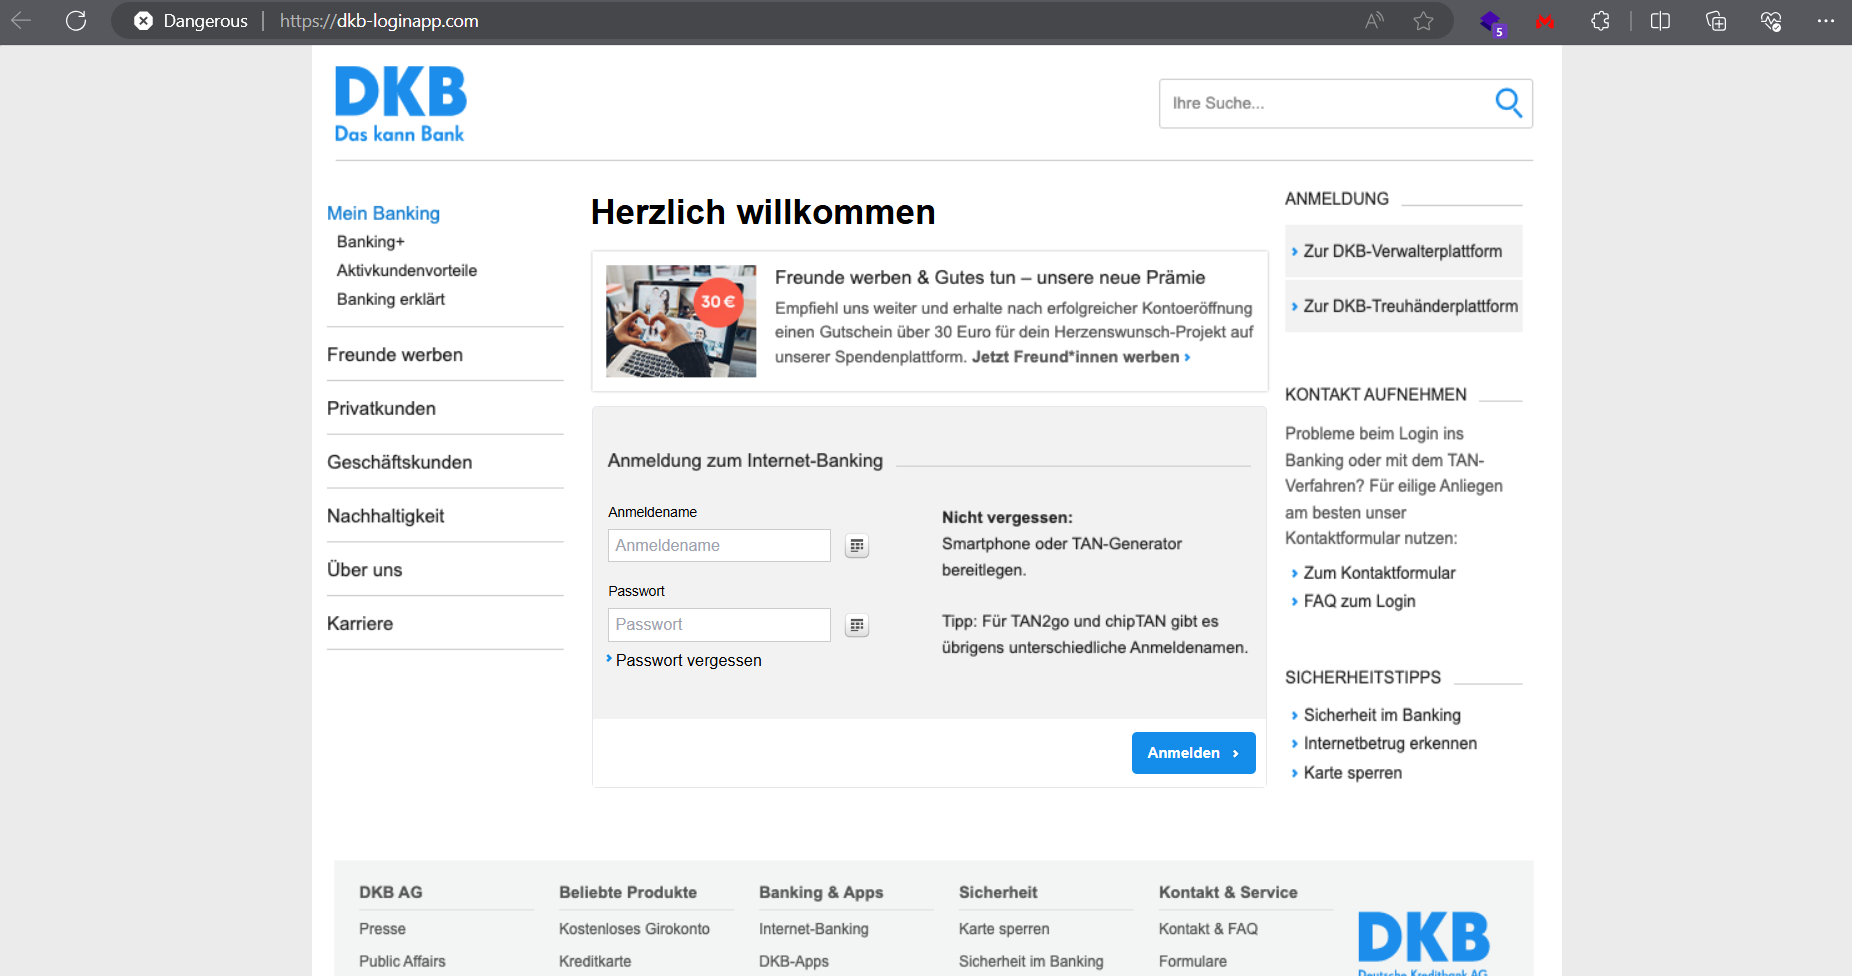 Dangerous
https://dkb-loginapp.com
5
DKB
Das kann Bank
Ihre Suche...
Mein Banking
Banking+
Aktivkundenvorteile
Banking erklärt
Freunde werben
Privatkunden
Geschäftskunden
Nachhaltigkeit
Über uns
Karriere
Herzlich willkommen
30 €
Freunde werben & Gutes tun – unsere neue Prämie
Empfiehl uns weiter und erhalte nach erfolgreicher Kontoeröffnung
einen Gutschein über 30 Euro für dein Herzenswunsch-Projekt auf
unserer Spendenplattform. Jetzt Freund*innen werben ›
Anmeldung zum Internet-Banking
Anmeldename
Anmeldename
Passwort
Passwort
› Passwort vergessen
Nicht vergessen:
Smartphone oder TAN-Generator
bereitlegen.
Tipp: Für TAN2go und chipTAN gibt es
übrigens unterschiedliche Anmeldenamen.
Anmelden ›
ANMELDUNG
› Zur DKB-Verwalterplattform
› Zur DKB-Treuhänderplattform
KONTAKT AUFNEHMEN
Probleme beim Login ins
Banking oder mit dem TAN-
Verfahren? Für eilige Anliegen
am besten unser
Kontaktformular nutzen:
› Zum Kontaktformular
› FAQ zum Login
SICHERHEITSTIPPS
› Sicherheit im Banking
› Internetbetrug erkennen
› Karte sperren
DKB AG
Presse
Public Affairs
Beliebte Produkte
Kostenloses Girokonto
Kreditkarte
Banking & Apps
Internet-Banking
DKB-Apps
Sicherheit
Karte sperren
Sicherheit im Banking
Kontakt & Service
Kontakt & FAQ
Formulare
DKB
Deutsche Kreditbank AG